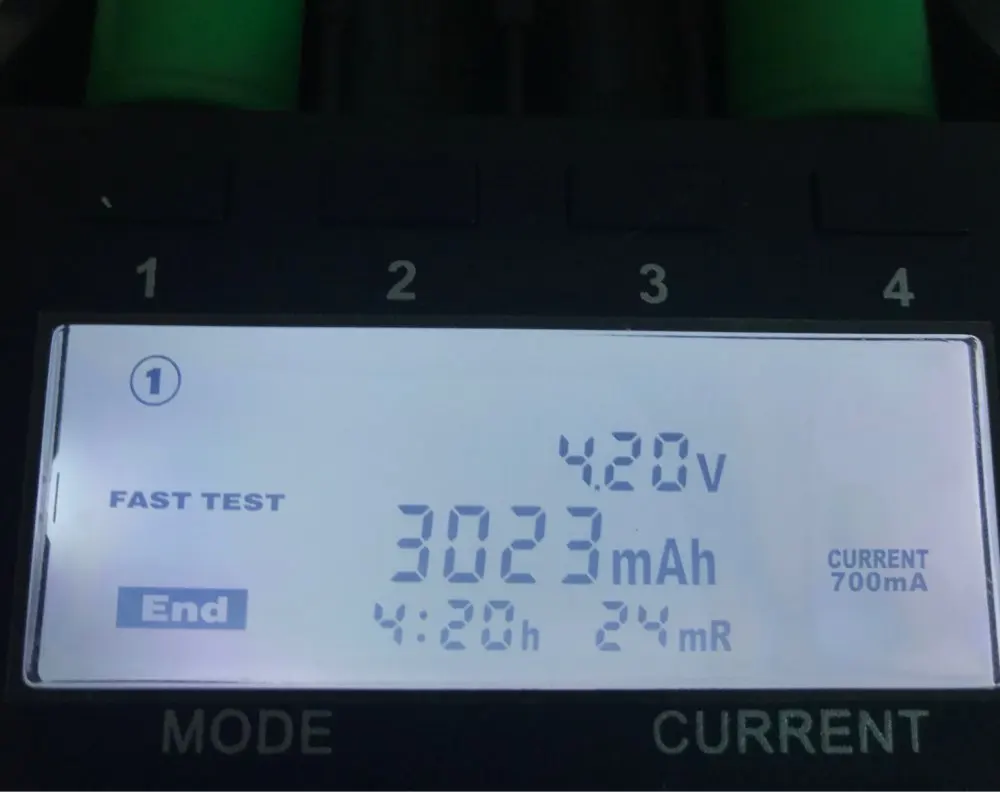 1 2 3 4
①
4.20V
FAST TEST
3023mAh
CURRENT
700mA
End
4:20h 24mR
MODE CURRENT